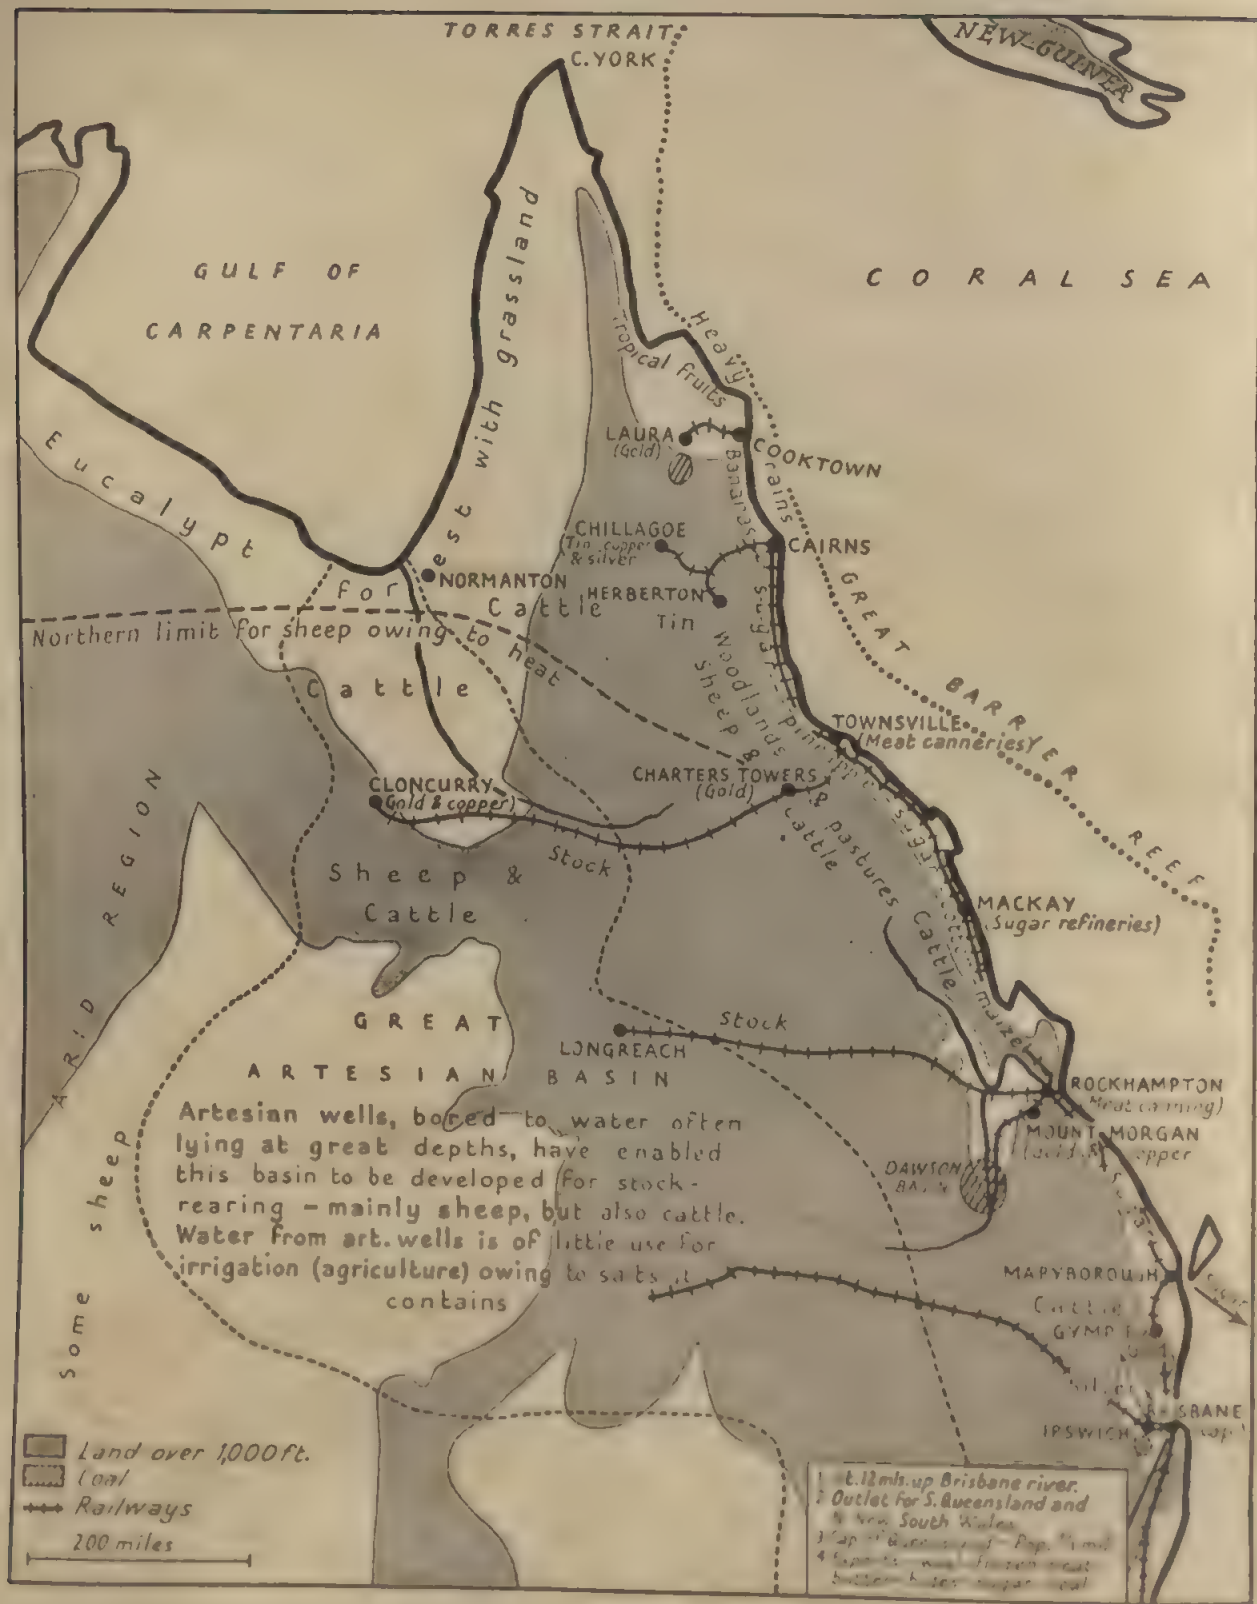 TORRES STRAIT
C. YORK
NEW GUINEA
GULF OF
CARPENTARIA
CORAL SEA
Eucalypt For est with grassland
Tropical fruits
Heavy rains
LAURA
(Gold)
COOKTOWN
Bananas
CHILLAGOE
(Tin copper
& silver
CAIRNS
NORMANTON
HERBERTON
Tin
Cattle
Sugar
GREAT BARRIER REEF
Northern limit for sheep owing to heat
Cattle
Woodlands & pastures
Sheep & Cattle
TOWNSVILLE
(Meat canneries)
CLONCURRY
(Gold & copper)
CHARTERS TOWERS
(Gold)
Stock
sugar
Cattle
maize
Sheep &
Cattle
MACKAY
(Sugar refineries)
ARID REGION
GREAT
ARTESIAN BASIN
LONGREACH
Stock
ROCKHAMPTON
Meat canning)
MOUNT MORGAN
DAWSON
Artesian wells, bored to water often
lying at great depths, have enabled
this basin to be developed for stock-
rearing - mainly sheep, but also cattle.
Water from art. wells is of little use for
irrigation (agriculture) owing to salts it
contains
Some sheep
MARYBOROUGH
Cattle
Sugar
IPSWICH
Land over 1,000 ft.
Coal
Railways
200 miles
12 mls. up Brisbane river.
2 Outlet for S. Queensland and
N. New South Wales